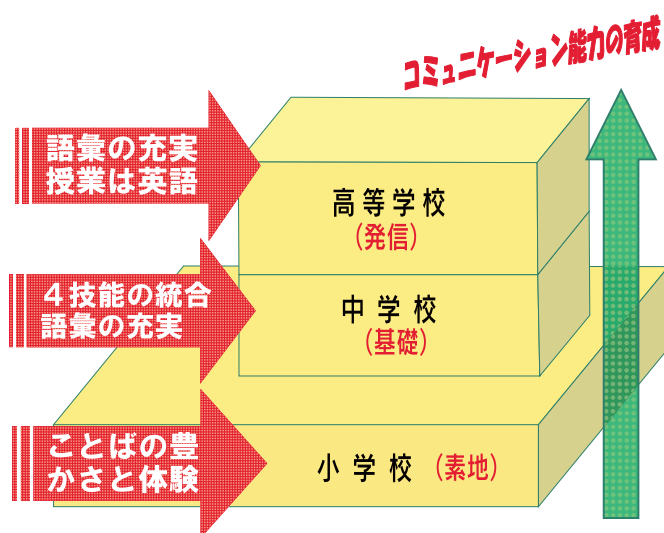 コミュニケーション能力の育成
語彙の充実
授業は英語
高等学校
（発信）
４技能の統合
語彙の充実
中学校
（基礎）
ことばの豊
かさと体験
小学校（素地）